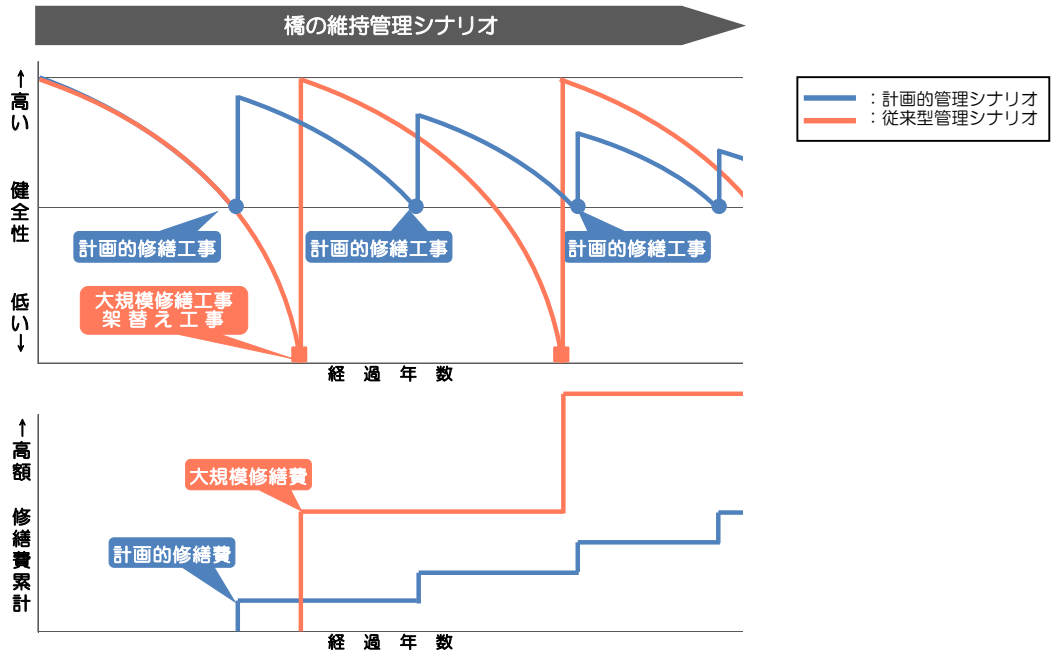 橋の維持管理シナリオ
：計画的管理シナリオ
：従来型管理シナリオ
↑高い
健全性
低い↓
計画的修繕工事
計画的修繕工事
計画的修繕工事
大規模修繕工事
架替え工事
経過年数
↑高額
修繕費累計
大規模修繕費
計画的修繕費
経過年数